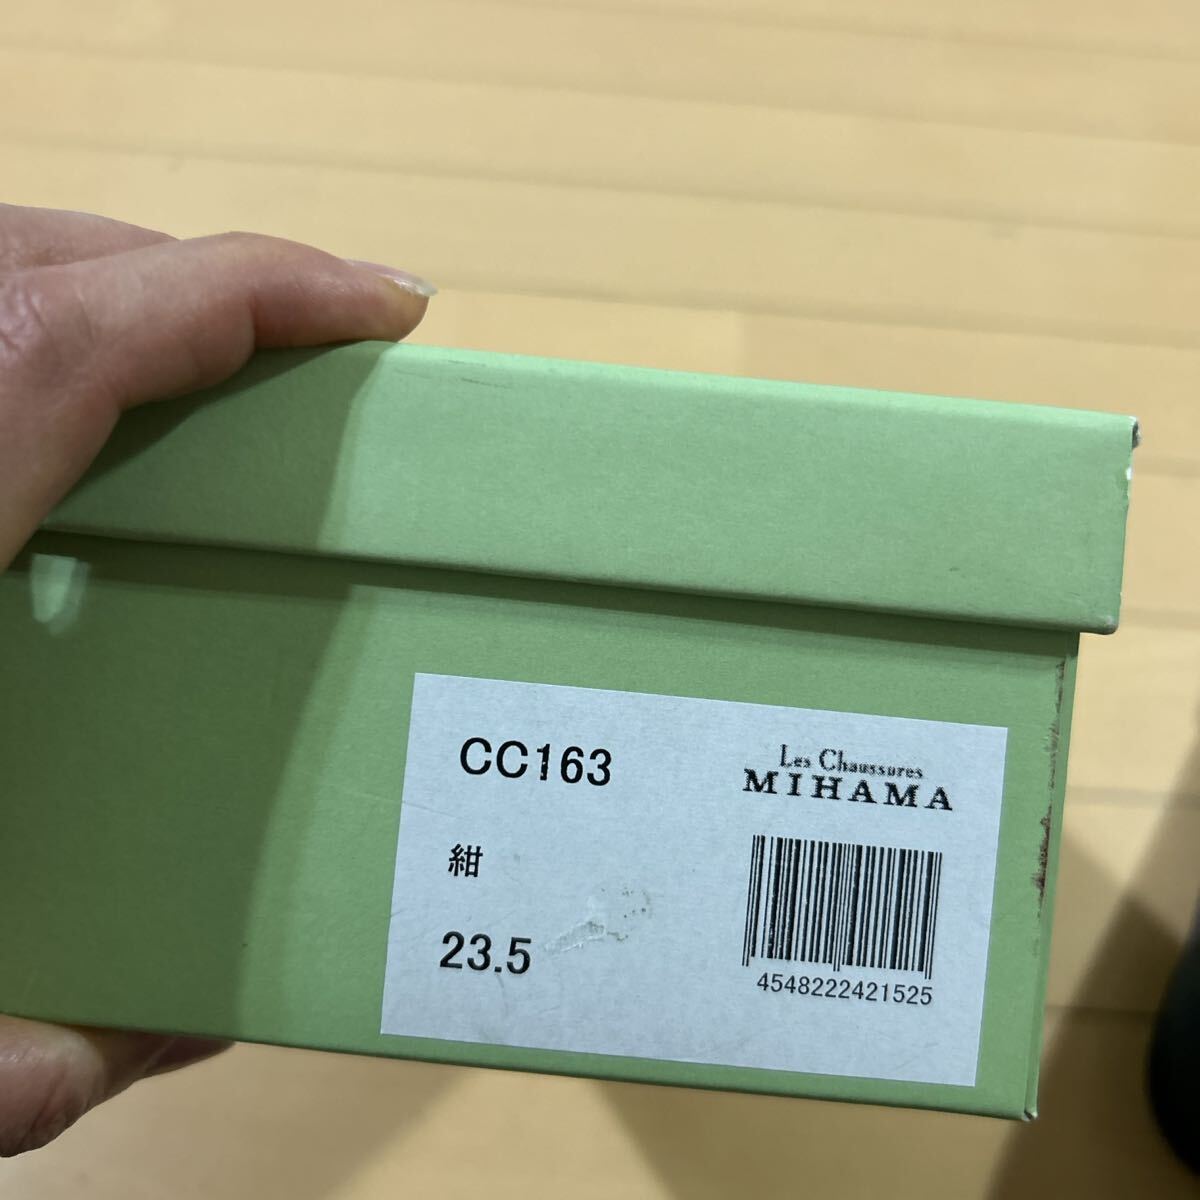 CC163
紺
23.5
Les Chaussures
MIHAMA
4548222421525